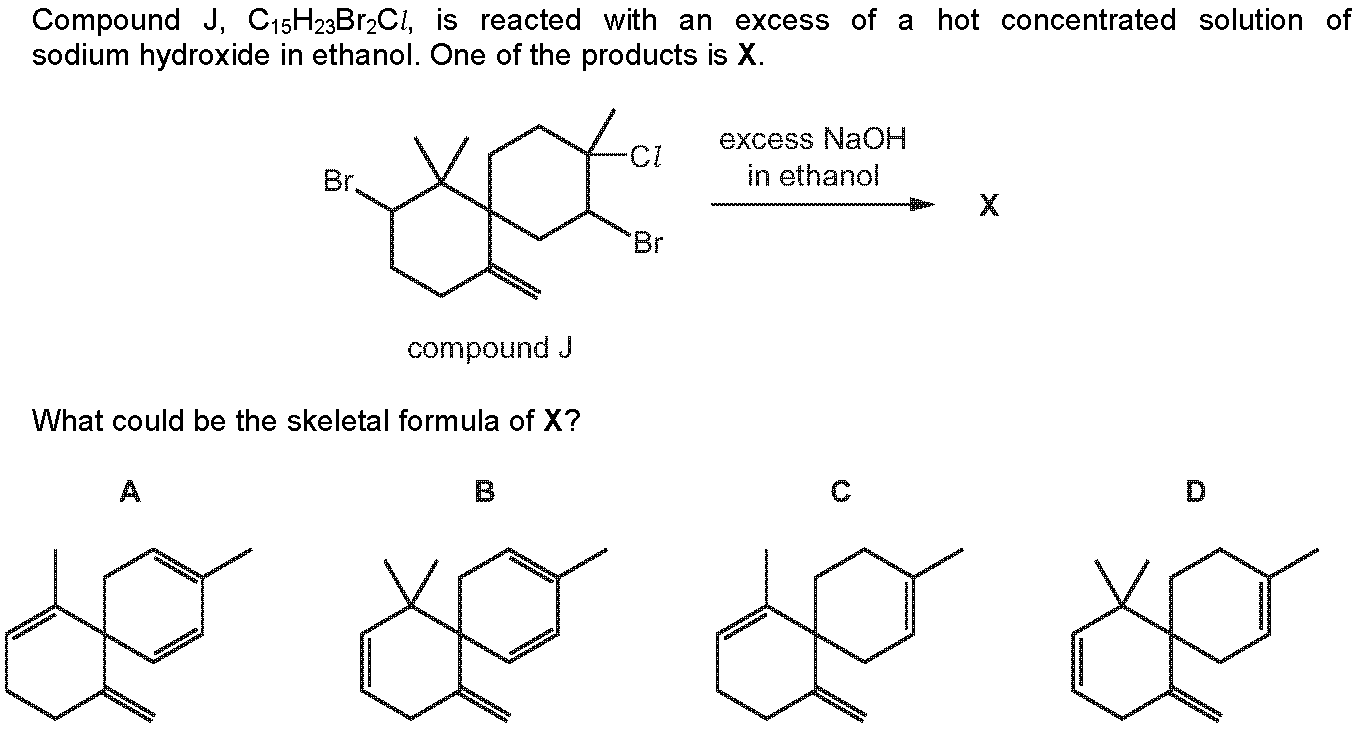 Compound J, C₁₅H₂₃Br₂Cl, is reacted with an excess of a hot concentrated solution of
sodium hydroxide in ethanol. One of the products is X.
Br
Cl
Br
compound J
excess NaOH
in ethanol
X
What could be the skeletal formula of X?
A B C D